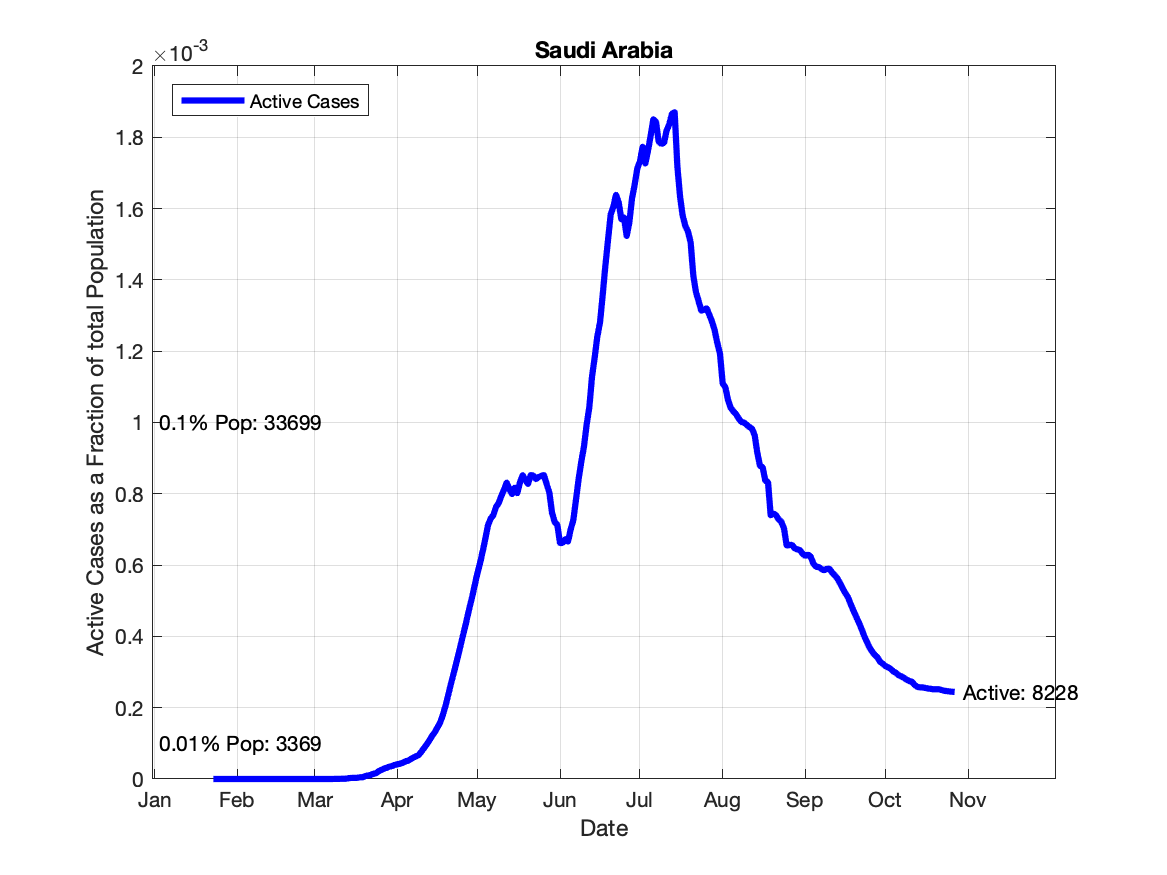 Saudi Arabia
×10-3
Active Cases
2
1.8
1.6
1.4
1.2
1
0.8
0.6
0.4
0.2
0
Active Cases as a Fraction of total Population
0.1% Pop: 33699
0.01% Pop: 3369
Active: 8228
Jan Feb Mar Apr May Jun Jul Aug Sep Oct Nov
Date